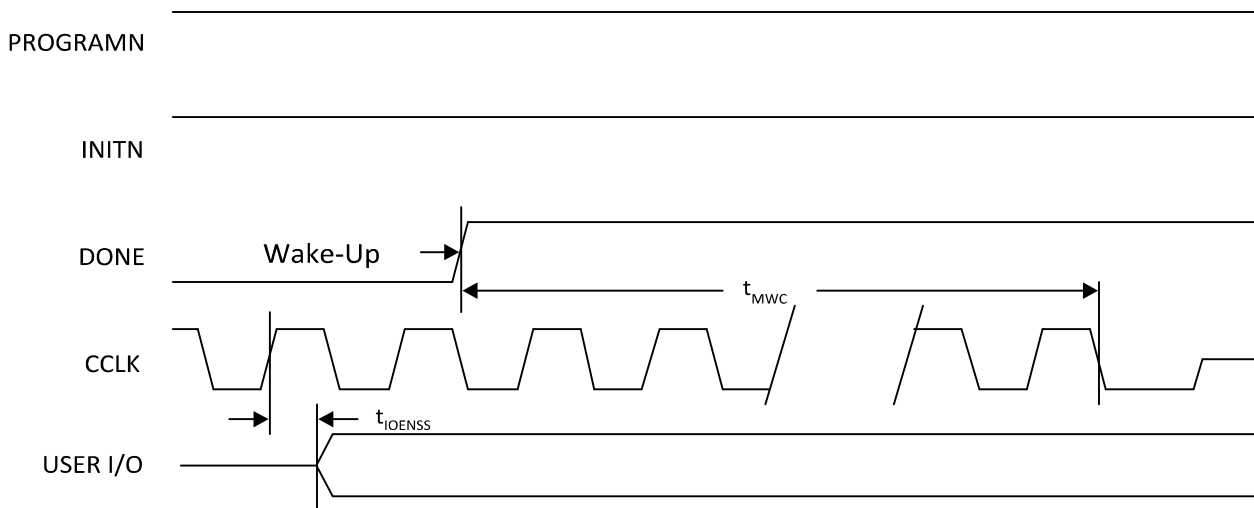 PROGRAMN
INITN
DONE
Wake-Up
tMWC
CCLK
tIOENSS
USER I/O